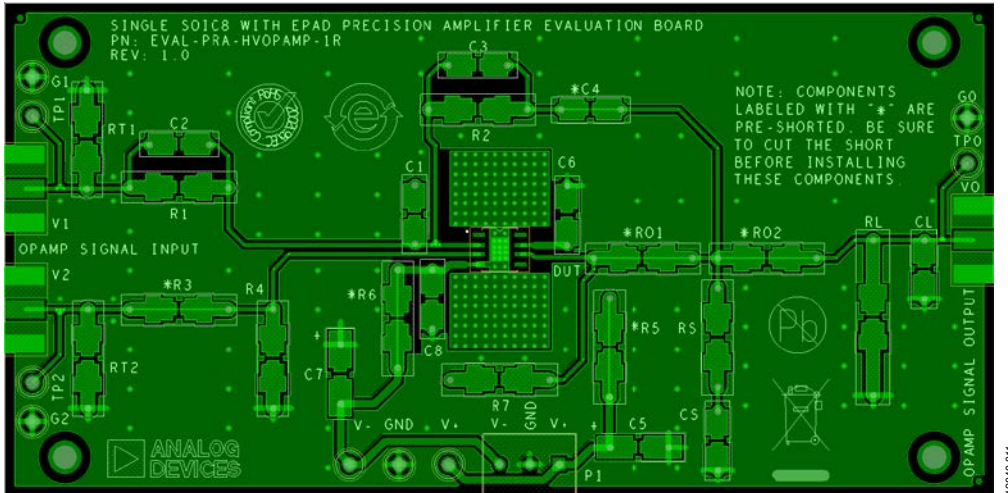 SINGLE SOIC8 WITH EPAD PRECISION AMPLIFIER EVALUATION BOARD
PN: EVAL-PRA-HVOPAMP-1R
REV: 1.0
C3
G1
TP1
RT1
C2
*C4
R2
NOTE: COMPONENTS
LABELED WITH "*" ARE
PRE-SHORTED. BE SURE
TO CUT THE SHORT
BEFORE INSTALLING
THESE COMPONENTS.
G0
TPO
VO
C1
C6
R1
V1
OPAMP SIGNAL INPUT
V2
*RO1
*RO2
RL
CL
DUT
*R3
R4
*R6
C8
+
C7
*R5
RS
Pb
RT2
TP2
G2
R7
CS
V-
GND
V+
V-
GND
V+
+
C5
P1
OPAMP SIGNAL OUTPUT
ANALOG
DEVICES